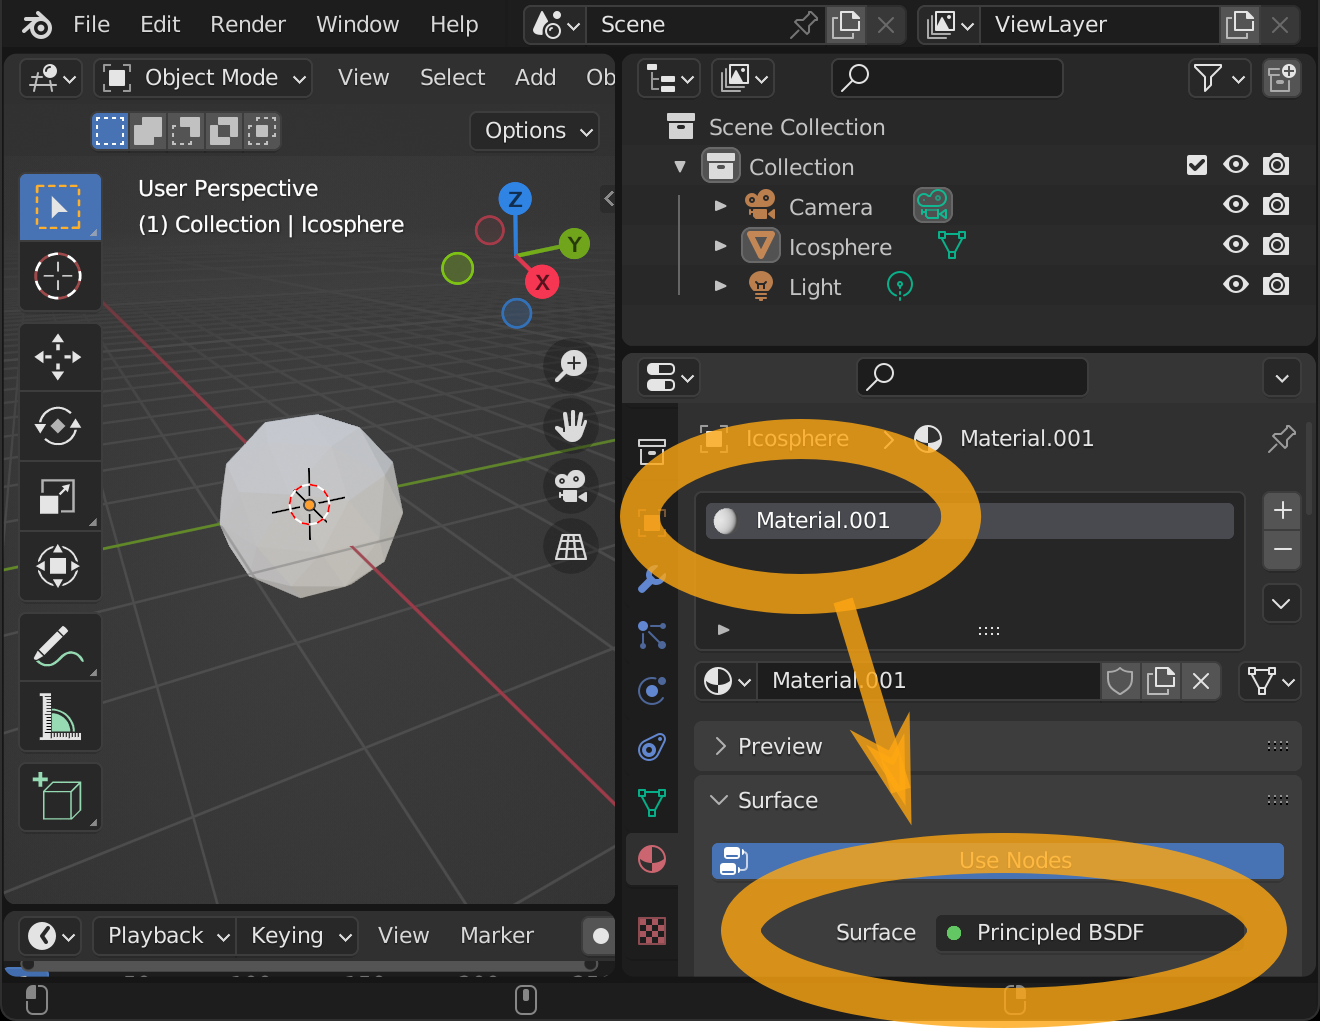 File Edit Render Window Help Scene ViewLayer
Object Mode View Select Add Ob
Options
User Perspective
(1) Collection | Icosphere
Z
Y
X
Scene Collection
Collection
Camera
Icosphere
Light
Icosphere Material.001
Material.001
Material.001
Preview
Surface
Use Nodes
Surface Principled BSDF
Playback Keying View Marker